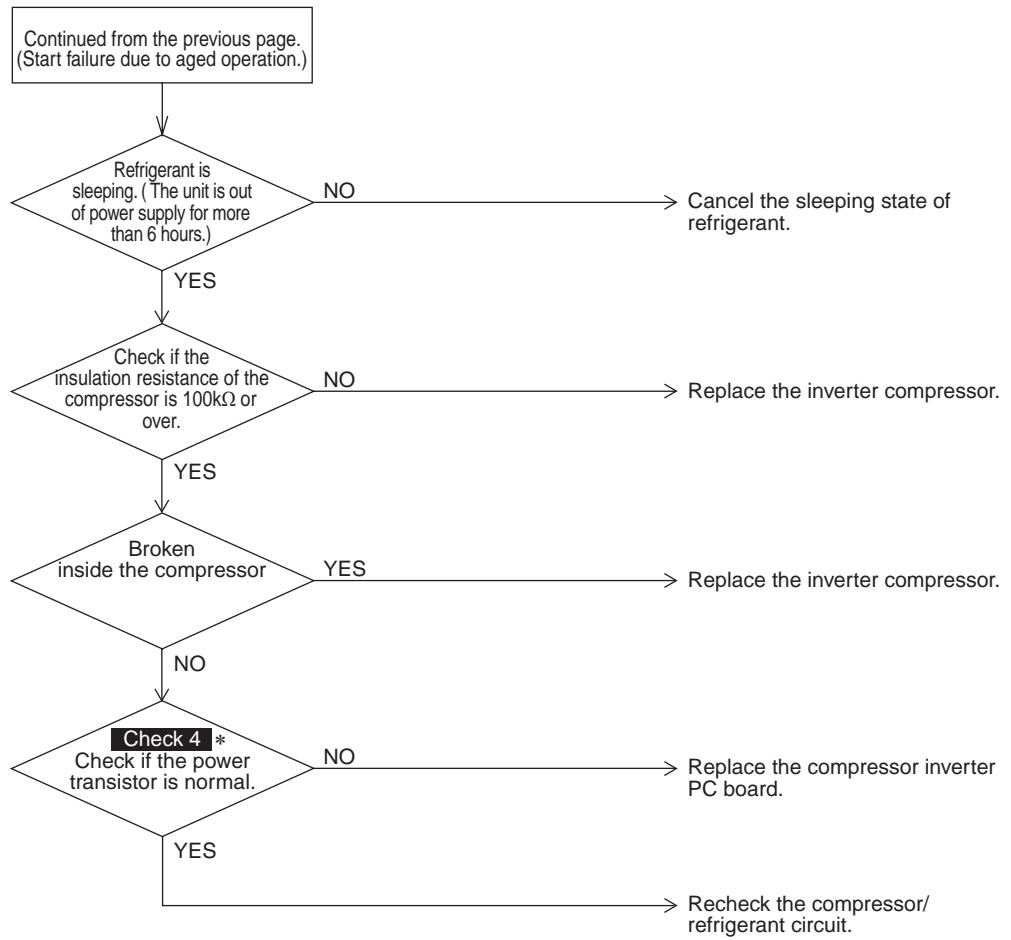 Continued from the previous page.
(Start failure due to aged operation.)
Refrigerant is
sleeping. ( The unit is out
of power supply for more
than 6 hours.)
NO
Cancel the sleeping state of
refrigerant.
YES
Check if the
insulation resistance of the
compressor is 100kΩ or
over.
NO
Replace the inverter compressor.
YES
Broken
inside the compressor
YES
Replace the inverter compressor.
NO
Check 4 *
Check if the power
transistor is normal.
NO
Replace the compressor inverter
PC board.
YES
Recheck the compressor/
refrigerant circuit.